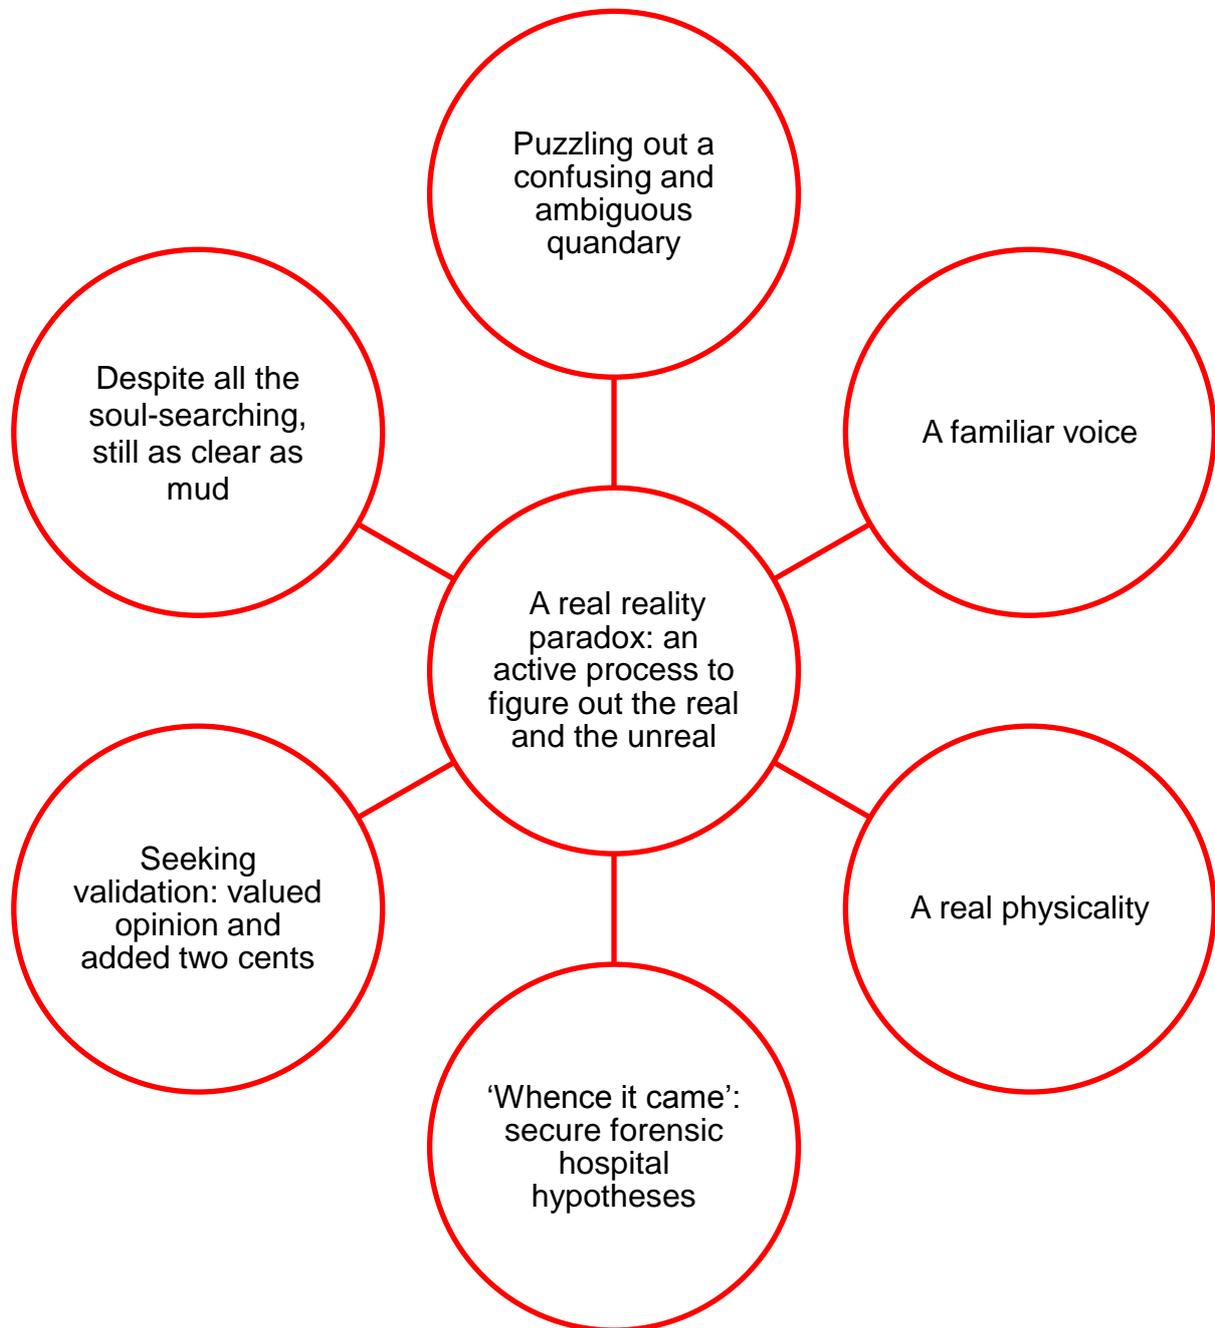 Puzzling out a
confusing and
ambiguous
quandary
Despite all the
soul-searching,
still as clear as
mud
A familiar voice
A real reality
paradox: an
active process to
figure out the real
and the unreal
Seeking
validation: valued
opinion and
added two cents
A real physicality
‘Whence it came’:
secure forensic
hospital
hypotheses